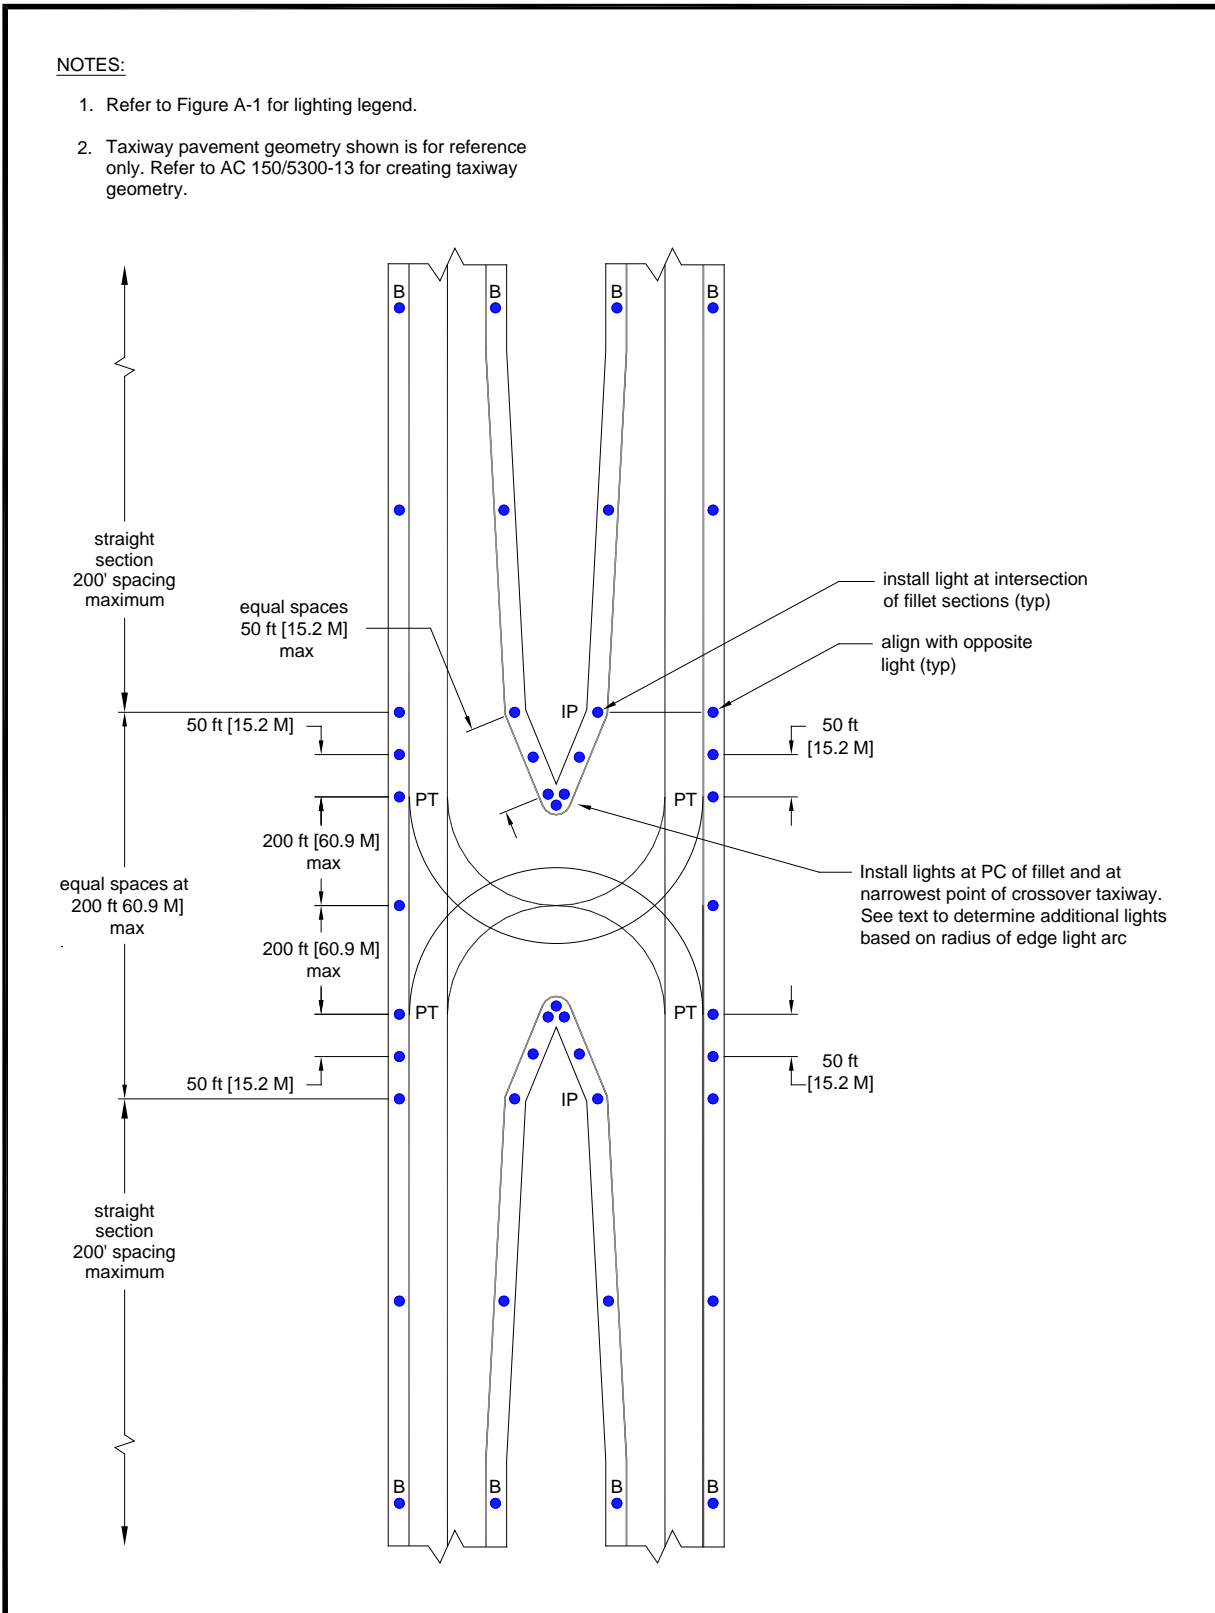 NOTES:
1. Refer to Figure A-1 for lighting legend.
2. Taxiway pavement geometry shown is for reference
only. Refer to AC 150/5300-13 for creating taxiway
geometry.
B
B
B
B
straight
section
200' spacing
maximum
equal spaces
50 ft [15.2 M]
max
install light at intersection
of fillet sections (typ)
align with opposite
light (typ)
IP
50 ft [15.2 M]
50 ft
[15.2 M]
PT
PT
200 ft [60.9 M]
max
equal spaces at
200 ft 60.9 M]
max
Install lights at PC of fillet and at
narrowest point of crossover taxiway.
See text to determine additional lights
based on radius of edge light arc
200 ft [60.9 M]
max
PT
PT
50 ft [15.2 M]
50 ft
[15.2 M]
IP
straight
section
200' spacing
maximum
B
B
B
B